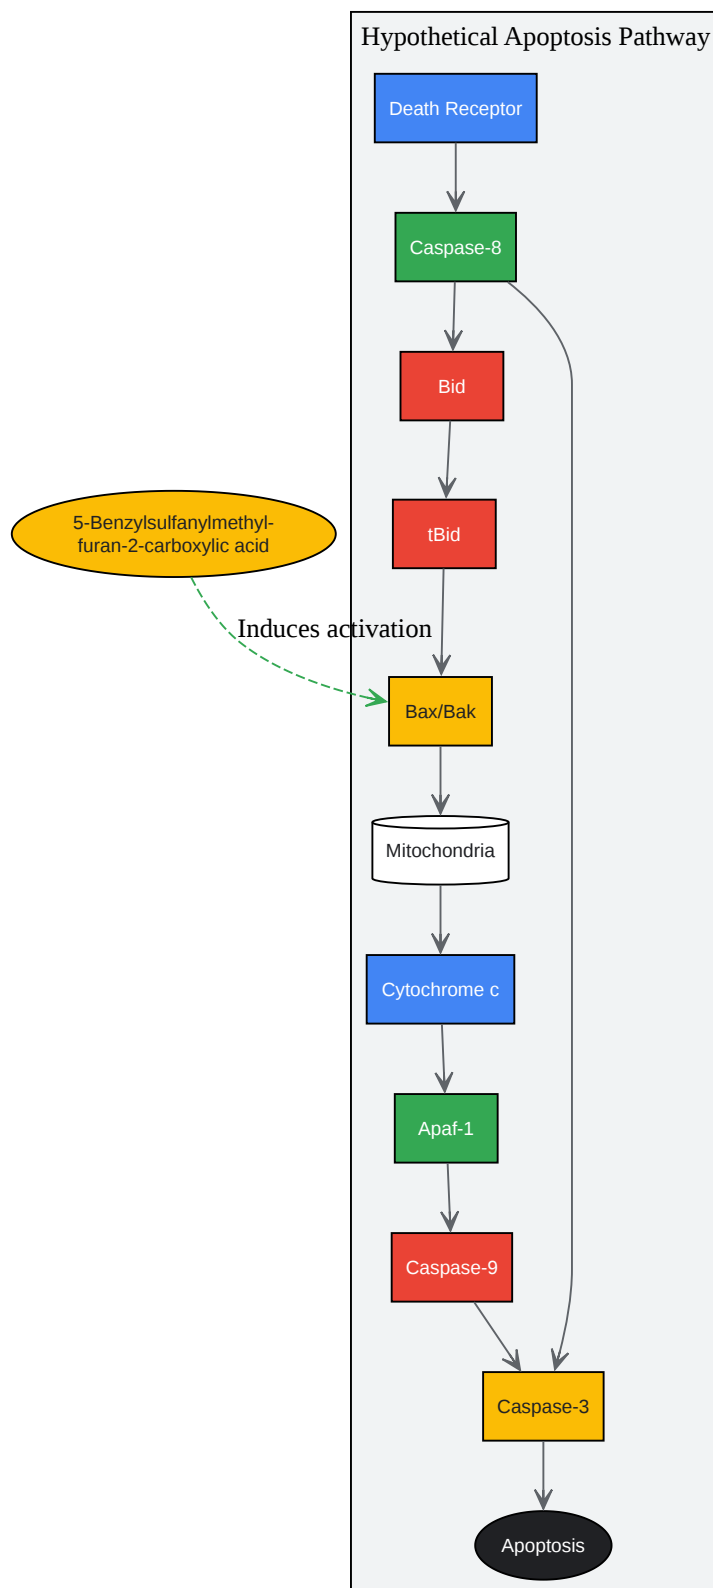 Hypothetical Apoptosis Pathway
Death Receptor
Caspase-8
Bid
5-Benzylsulfanylmethyl-
furan-2-carboxylic acid
tBid
Induces activation
Bax/Bak
Mitochondria
Cytochrome c
Apaf-1
Caspase-9
Caspase-3
Apoptosis